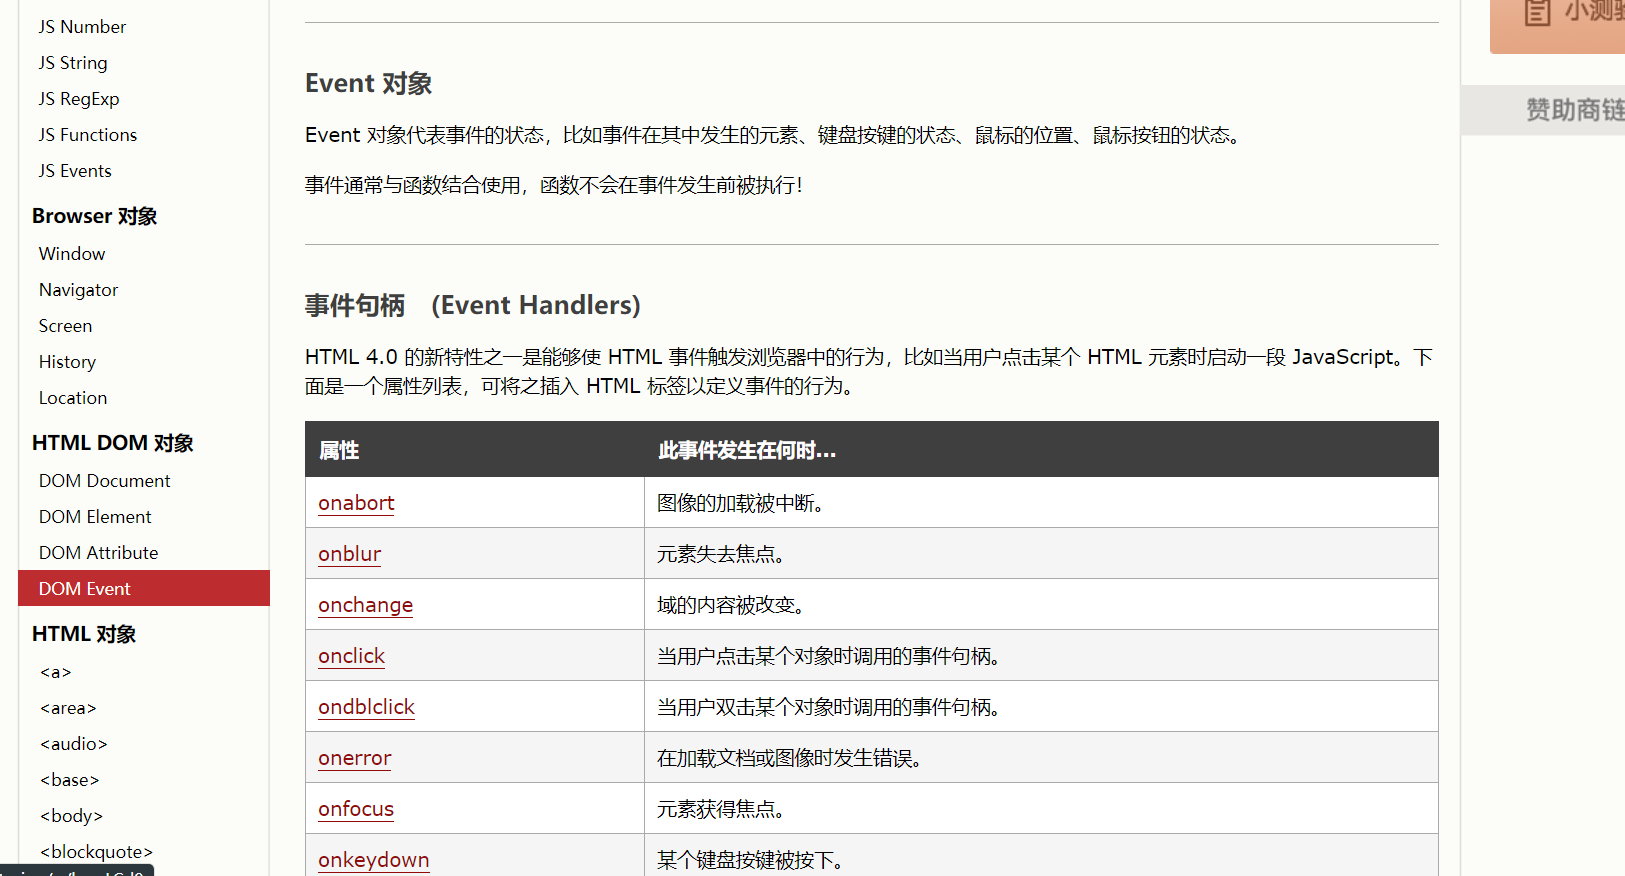 JS Number
JS String
JS RegExp
JS Functions
JS Events
Browser 对象
Window
Navigator
Screen
History
Location
HTML DOM 对象
DOM Document
DOM Element
DOM Attribute
DOM Event
HTML 对象
<a>
<area>
<audio>
<base>
<body>
<blockquote>
Event 对象
Event 对象代表事件的状态，比如事件在其中发生的元素、键盘按键的状态、鼠标的位置、鼠标按钮的状态。
事件通常与函数结合使用，函数不会在事件发生前被执行！
事件句柄 (Event Handlers)
HTML 4.0 的新特性之一是能够使 HTML 事件触发浏览器中的行为，比如当用户点击某个 HTML 元素时启动一段 JavaScript。下
面是一个属性列表，可将之插入 HTML 标签以定义事件的行为。
属性 此事件发生在何时...
onabort 图像的加载被中断。
onblur 元素失去焦点。
onchange 域的内容被改变。
onclick 当用户点击某个对象时调用的事件句柄。
ondblclick 当用户双击某个对象时调用的事件句柄。
onerror 在加载文档或图像时发生错误。
onfocus 元素获得焦点。
onkeydown 某个键盘按键被按下。
小测验
赞助商链